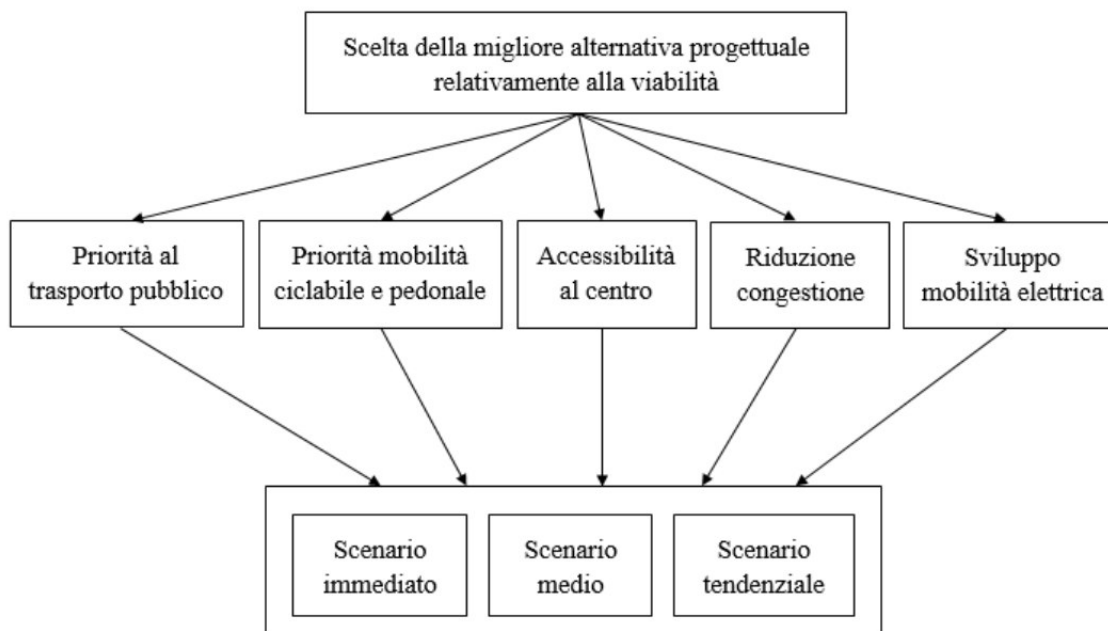 Scelta della migliore alternativa progettuale
relativamente alla viabilità
Priorità al
trasporto pubblico
Priorità mobilità
ciclabile e pedonale
Accessibilità
al centro
Riduzione
congestione
Sviluppo
mobilità elettrica
Scenario
immediato
Scenario
medio
Scenario
tendenziale